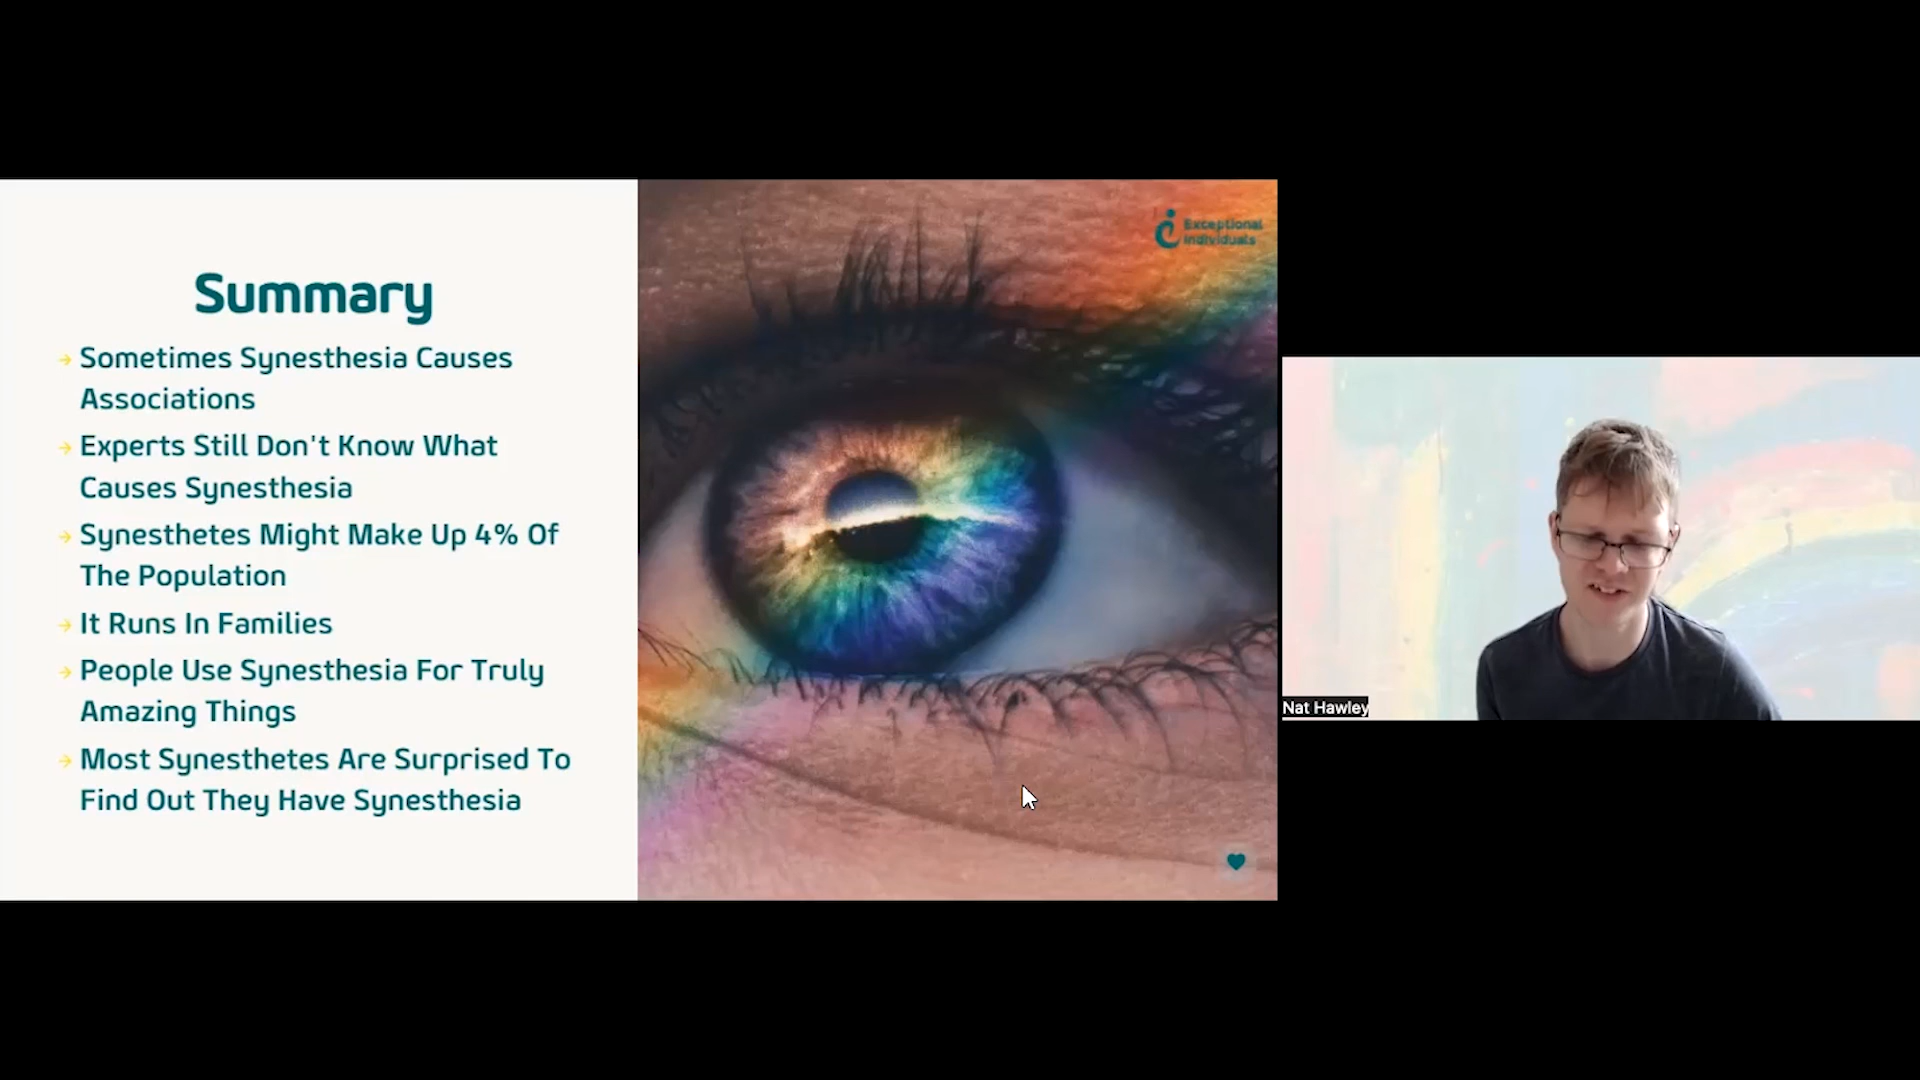 Summary
Sometimes Synesthesia Causes
Associations
Experts Still Don't Know What
Causes Synesthesia
Synesthetes Might Make Up 4% Of
The Population
It Runs In Families
People Use Synesthesia For Truly
Amazing Things
Most Synesthetes Are Surprised To
Find Out They Have Synesthesia
Exceptional
Individuals
Nat Hawley